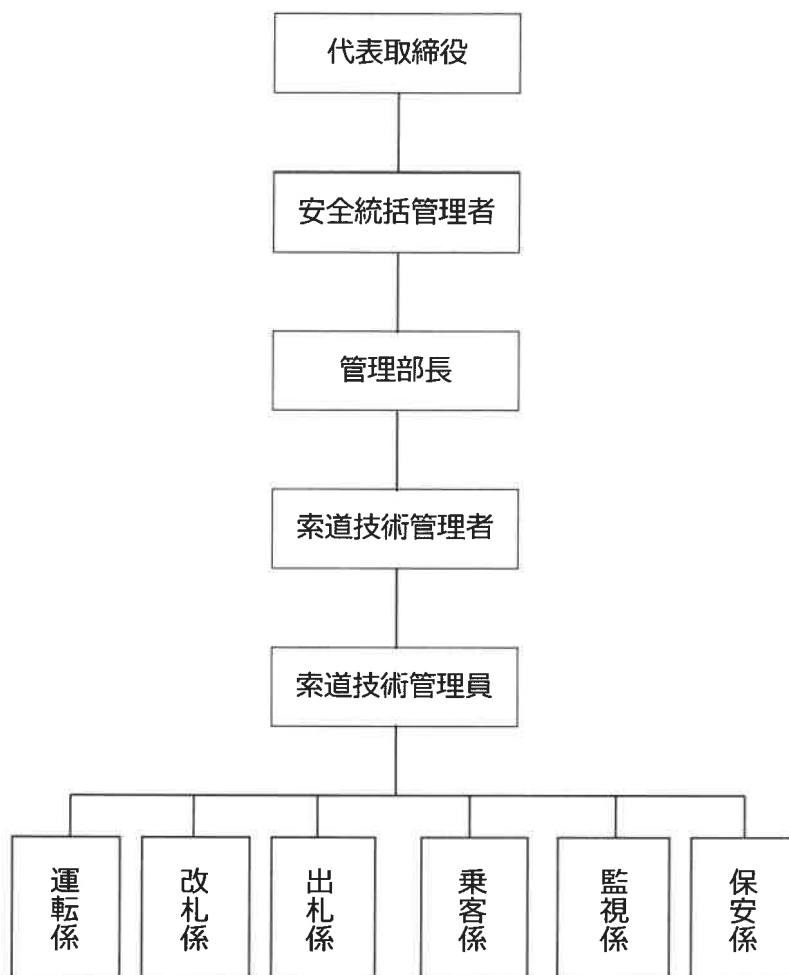 代表取締役
安全統括管理者
管理部長
索道技術管理者
索道技術管理員
運転係
改札係
出札係
乗客係
監視係
保安係